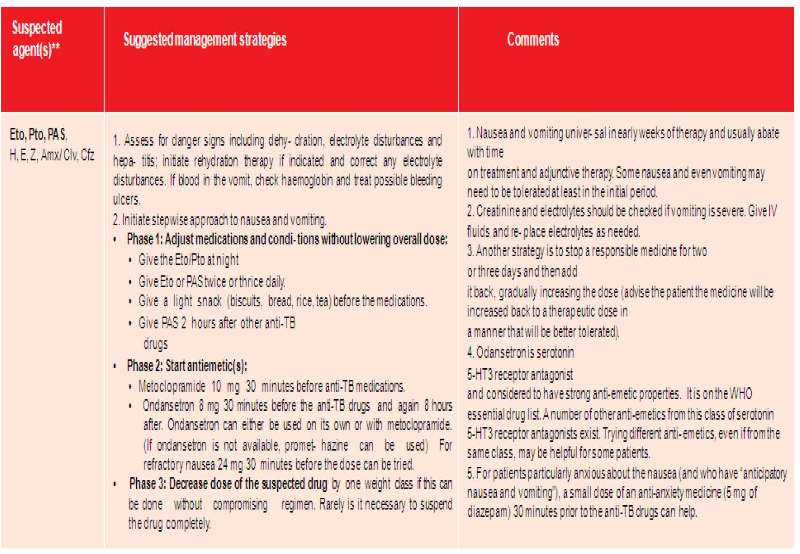 Suspected
agent(s)**
Suggested management strategies
Comments
Eto, Pto, PAS,
H, E, Z, Amx/ Clv, Cfz
1. Assess for danger signs including dehy- dration, electrolyte disturbances and
hepa- titis; initiate rehydration therapy if indicated and correct any electrolyte
disturbances. If blood in the vomit, check haemoglobin and treat possible bleeding
ulcers.
2. Initiate stepwise approach to nausea and vomiting.
• Phase 1: Adjust medications and condi- tions without lowering overall dose:
• Give the Eto/Pto at night
• Give Eto or PAS twice or thrice daily.
• Give a light snack (biscuits, bread, rice, tea) before the medications.
• Give PAS 2 hours after other anti-TB
drugs
• Phase 2: Start antiemetic(s):
• Metoclopramide 10 mg 30 minutes before anti-TB medications.
• Ondansetron 8 mg 30 minutes before the anti-TB drugs and again 8 hours
after. Ondansetron can either be used on its own or with metoclopramide.
(If ondansetron is not available, promet- hazine can be used) For
refractory nausea 24 mg 30 minutes before the dose can be tried.
• Phase 3: Decrease dose of the suspected drug by one weight class if this can
be done without compromising regimen. Rarely is it necessary to suspend
the drug completely.
1. Nausea and vomiting univer- sal in early weeks of therapy and usually abate
with time
on treatment and adjunctive therapy. Some nausea and even vomiting may
need to be tolerated at least in the initial period.
2. Creatinine and electrolytes should be checked if vomiting is severe. Give IV
fluids and re- place electrolytes as needed.
3. Another strategy is to stop a responsible medicine for two
or three days and then add
it back, gradually increasing the dose (advise the patient the medicine will be
increased back to a therapeutic dose in
a manner that will be better tolerated).
4. Odansetron is serotonin
5-HT3 receptor antagonist
and considered to have strong anti-emetic properties. It is on the WHO
essential drug list. A number of other anti-emetics from this class of serotonin
5-HT3 receptor antagonists exist. Trying different anti- emetics, even if from the
same class, may be helpful for some patients.
5. For patients particularly anxious about the nausea (and who have “anticipatory
nausea and vomiting”), a small dose of an anti-anxiety medicine (5 mg of
diazepam) 30 minutes prior to the anti-TB drugs can help.